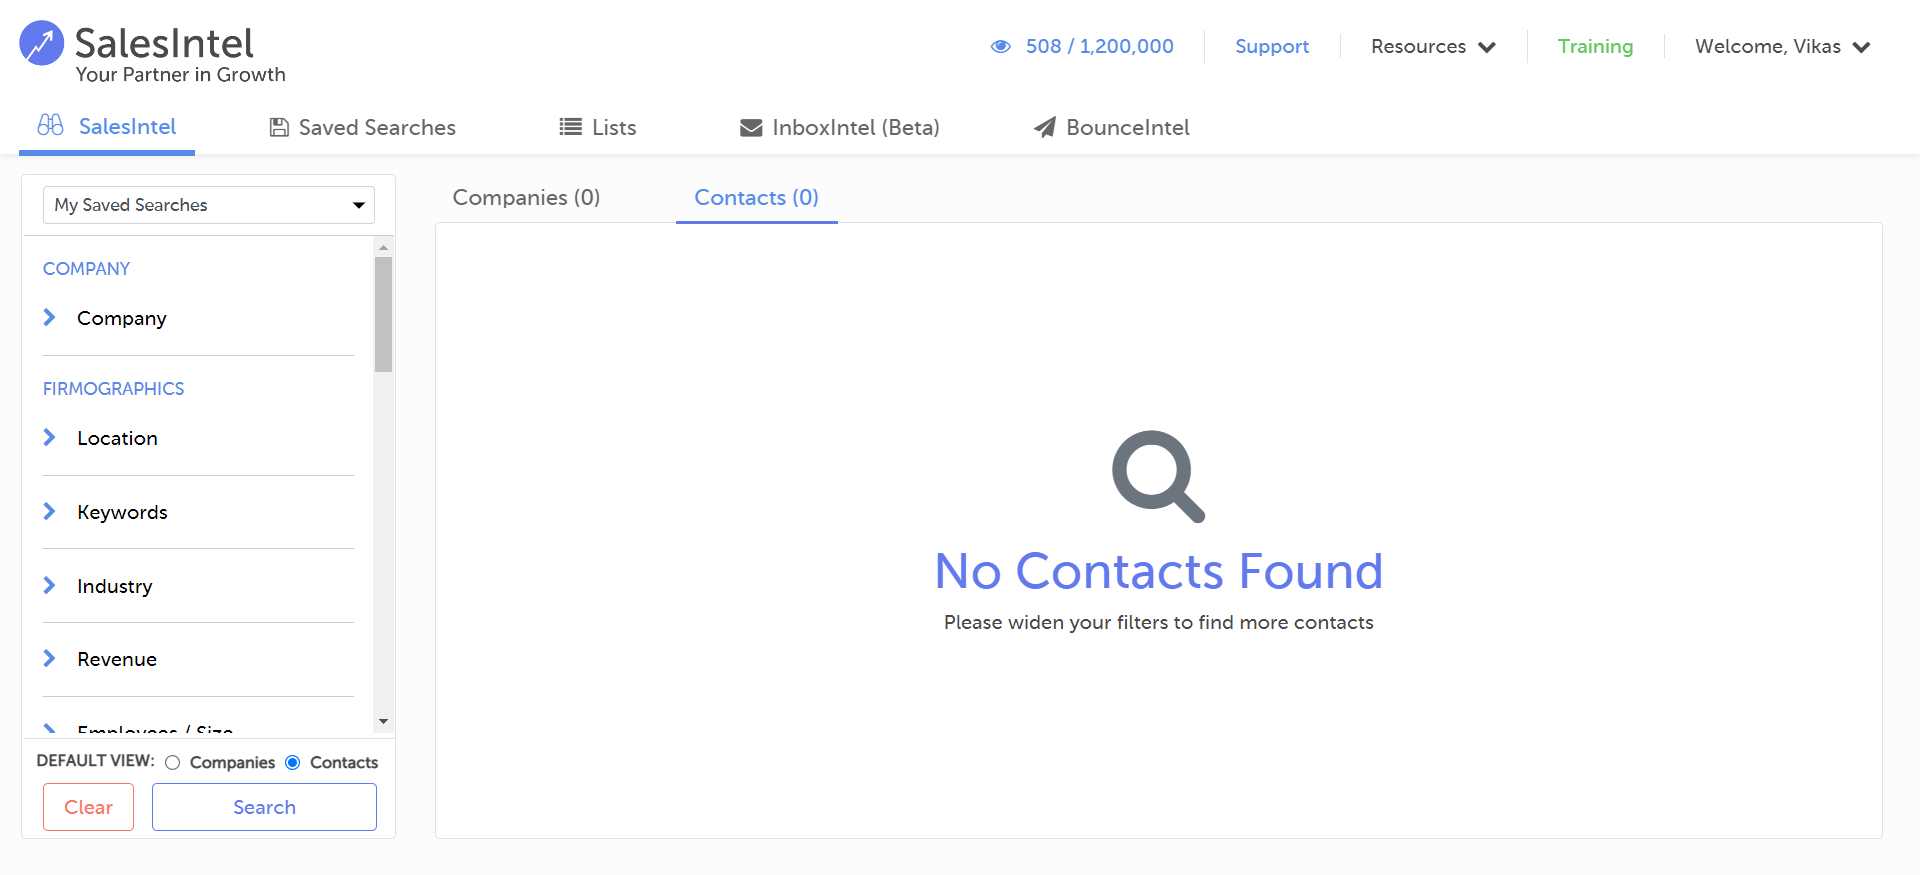 SalesIntel
Your Partner in Growth
508 / 1,200,000
Support
Resources
Training
Welcome, Vikas
SalesIntel
Saved Searches
Lists
InboxIntel (Beta)
BounceIntel
My Saved Searches
COMPANY
Company
FIRMOGRAPHICS
Location
Keywords
Industry
Revenue
Employees / Size
DEFAULT VIEW: Companies Contacts
Clear
Search
Companies (0)
Contacts (0)
No Contacts Found
Please widen your filters to find more contacts